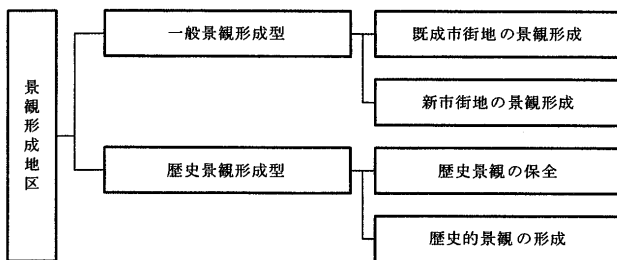 景観形成地区
一般景観形成型
既成市街地の景観形成
新市街地の景観形成
歴史景観形成型
歴史景観の保全
歴史的景観の形成